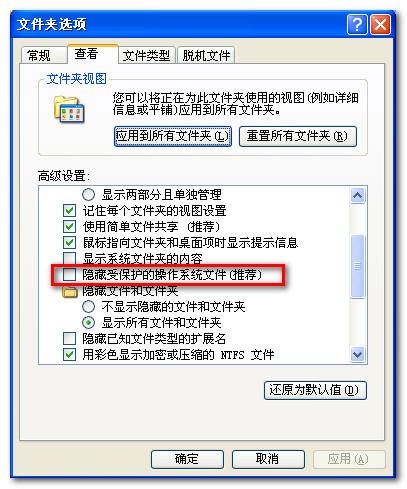 文件夹选项
常规
查看
文件类型
脱机文件
文件夹视图
您可以将正在为此文件夹使用的视图(例如详细
信息或平铺)应用到所有文件夹。
应用到所有文件夹(L)
重置所有文件夹(R)
高级设置:
显示两部分且单独管理
记住每个文件夹的视图设置
使用简单文件共享 (推荐)
鼠标指向文件夹和桌面项时显示提示信息
显示系统文件夹的内容
隐藏受保护的操作系统文件(推荐)
隐藏文件和文件夹
不显示隐藏的文件和文件夹
显示所有文件和文件夹
隐藏已知文件类型的扩展名
用彩色显示加密或压缩的 NTFS 文件
还原为默认值(D)
确定
取消
应用(A)